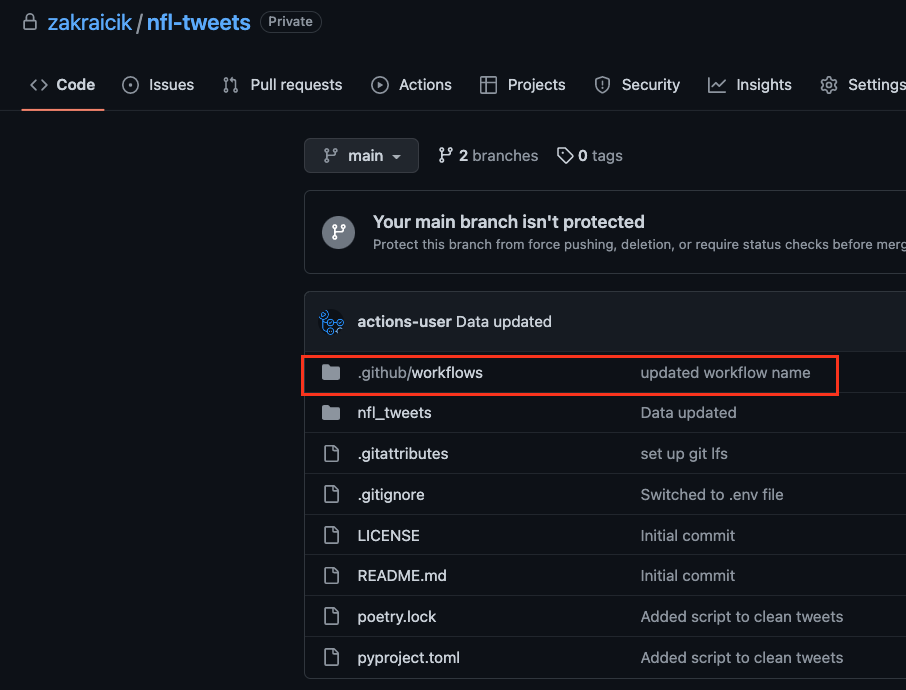 zakraicik / nfl-tweets Private
Code Issues Pull requests Actions Projects Security Insights Settings
main 2 branches 0 tags
Your main branch isn't protected
Protect this branch from force pushing, deletion, or require status checks before merg
actions-user Data updated
.github/workflows updated workflow name
nfl_tweets Data updated
.gitattributes set up git lfs
.gitignore Switched to .env file
LICENSE Initial commit
README.md Initial commit
poetry.lock Added script to clean tweets
pyproject.toml Added script to clean tweets